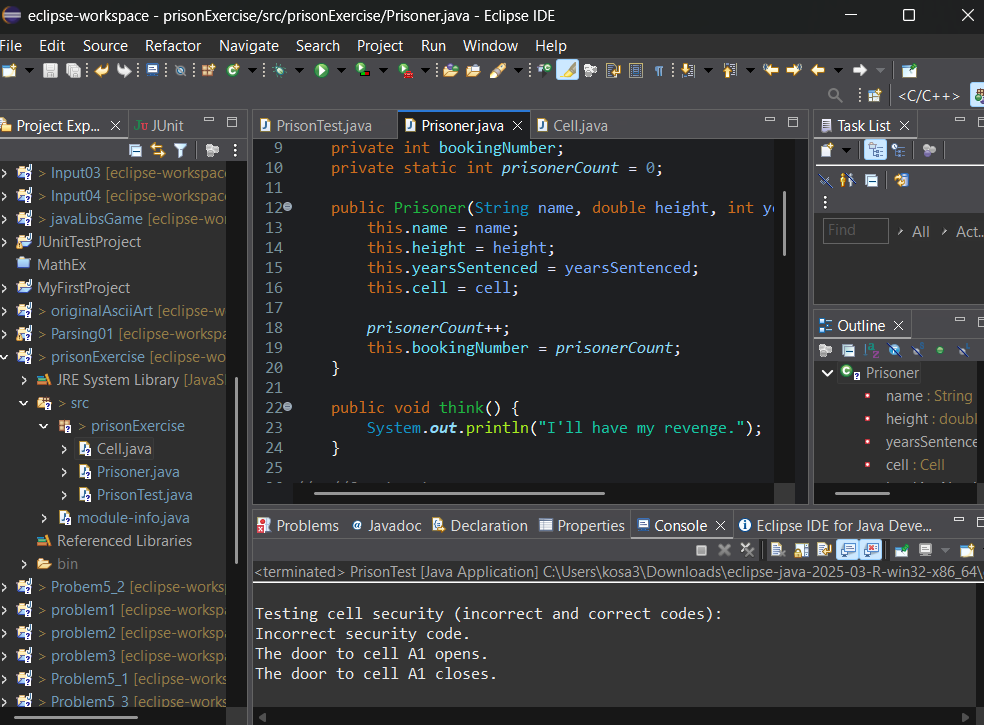 eclipse-workspace - prisonExercise/src/prisonExercise/Prisoner.java - Eclipse IDE
File Edit Source Refactor Navigate Search Project Run Window Help
<C/C++>
Project Exp...
JUnit
> Input03 [eclipse-workspac
> Input04 [eclipse-workspac
> javaLibsGame [eclipse-wo
JUnitTestProject
MathEx
MyFirstProject
> originalAsciiArt [eclipse-w
> Parsing01 [eclipse-workspa
> prisonExercise [eclipse-wo
JRE System Library [JavaS
> src
> prisonExercise
Cell.java
Prisoner.java
PrisonTest.java
module-info.java
Referenced Libraries
bin
> Probem5_2 [eclipse-works
> problem1 [eclipse-workspa
> problem2 [eclipse-workspa
> problem3 [eclipse-workspa
> Problem5_1 [eclipse-works
> Problem5_3 [eclipse-works
PrisonTest.java Prisoner.java Cell.java
9 private int bookingNumber;
10 private static int prisonerCount = 0;
11
12 public Prisoner(String name, double height, int y
13 this.name = name;
14 this.height = height;
15 this.yearsSentenced = yearsSentenced;
16 this.cell = cell;
17
18 prisonerCount++;
19 this.bookingNumber = prisonerCount;
20 }
21
22 public void think() {
23 System.out.println("I'll have my revenge.");
24 }
25
Task List
Find All Act...
Outline
Prisoner
name : String
height : doubl
yearsSentence
cell : Cell
Problems Javadoc Declaration Properties Console Eclipse IDE for Java Deve...
<terminated> PrisonTest [Java Application] C:\Users\kosa3\Downloads\eclipse-java-2025-03-R-win32-x86_64\
Testing cell security (incorrect and correct codes):
Incorrect security code.
The door to cell A1 opens.
The door to cell A1 closes.